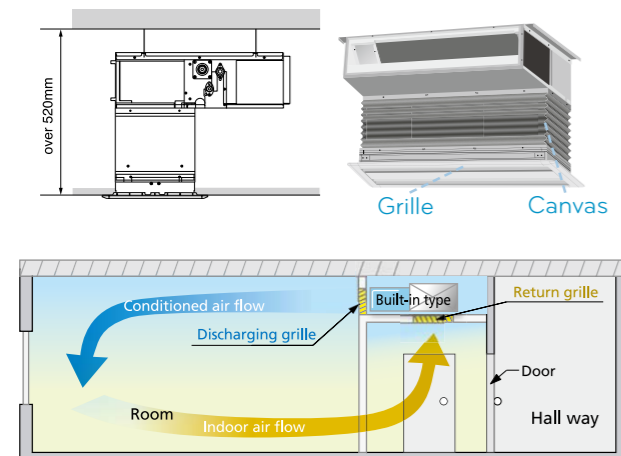 over 520mm
Grille
Canvas
Conditioned air flow
Discharging grille
Built-in type
Return grille
Door
Room
Indoor air flow
Hall way